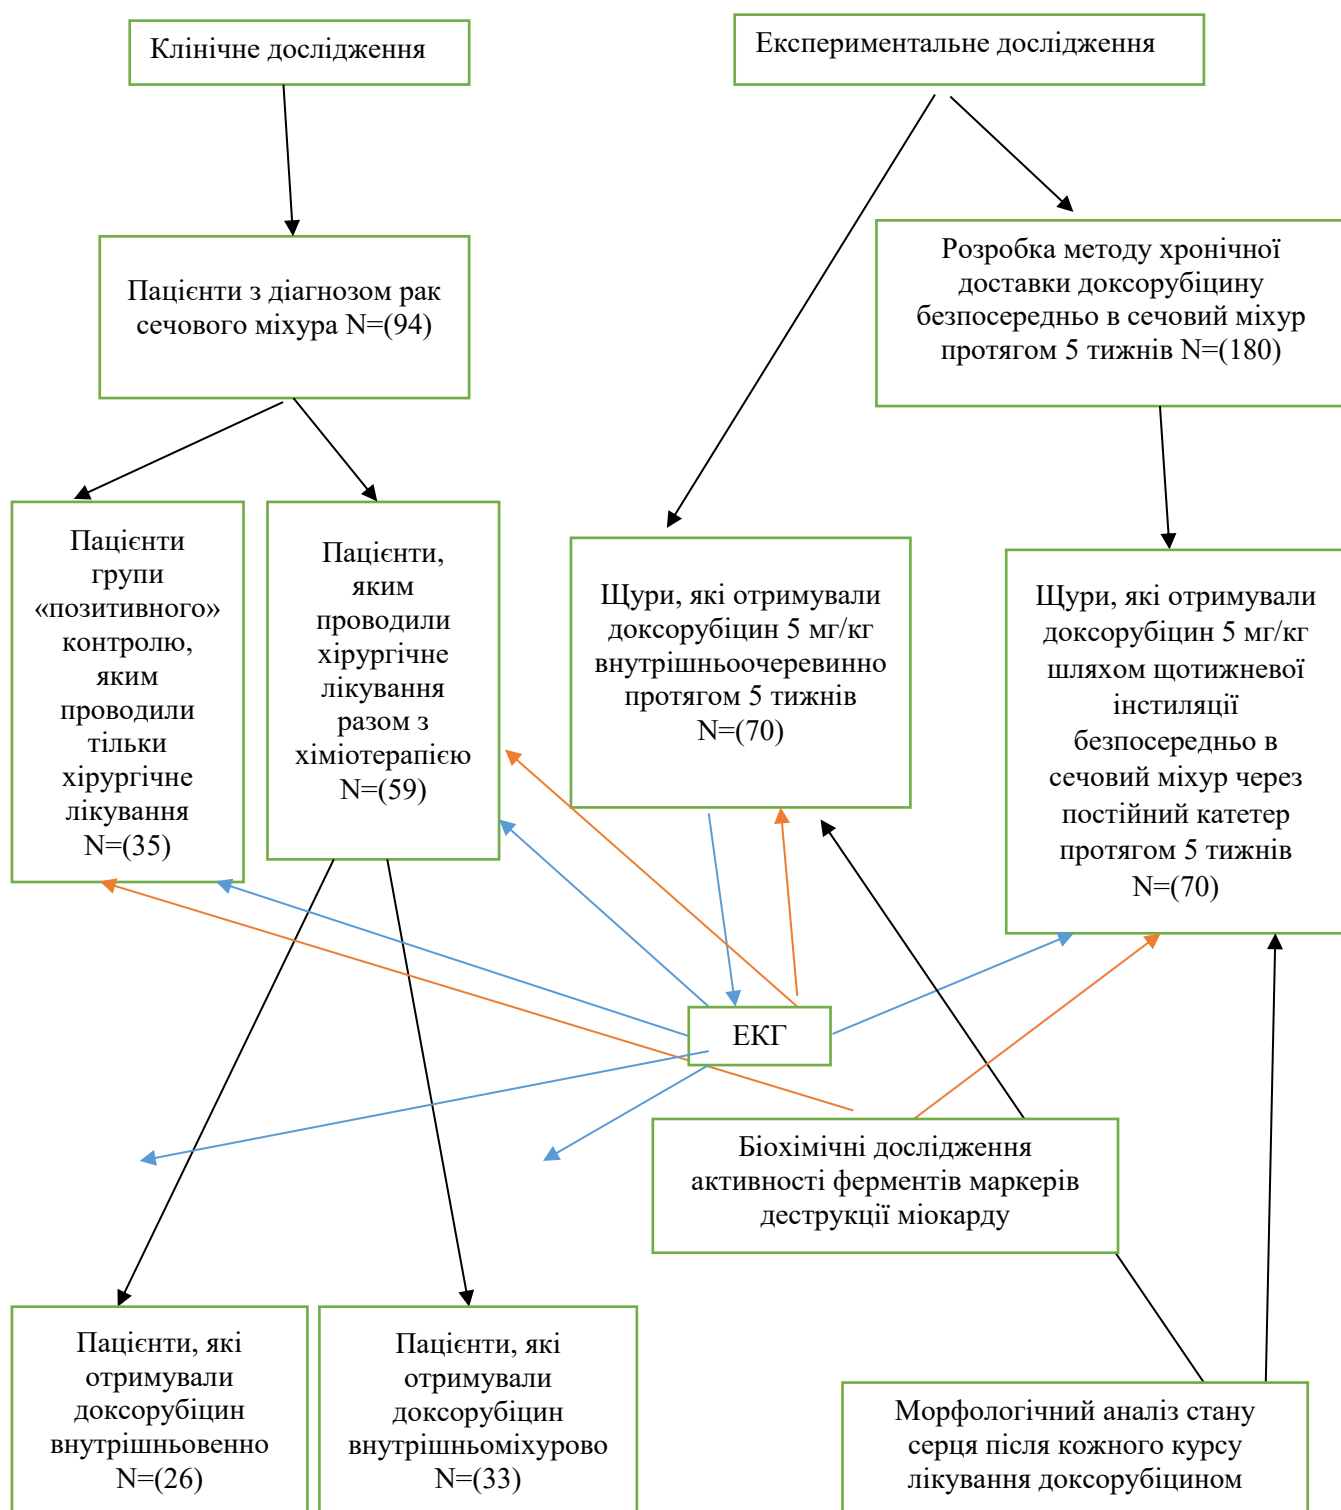 Клінічне дослідження
Експериментальне дослідження
Пацієнти з діагнозом рак
сечового міхура N=(94)
Розробка методу хронічної
доставки доксорубіцину
безпосередньо в сечовий міхур
протягом 5 тижнів N=(180)
Пацієнти
групи
«позитивного»
контролю,
яким
проводили
тільки
хірургічне
лікування
N=(35)
Пацієнти,
яким
проводили
хірургічне
лікування
разом з
хіміотерапією
N=(59)
Щури, які отримували
доксорубіцин 5 мг/кг
внутрішньоочеревинно
протягом 5 тижнів
N=(70)
Щури, які отримували
доксорубіцин 5 мг/кг
шляхом щотижневої
інстиляції
безпосередньо в
сечовий міхур через
постійний катетер
протягом 5 тижнів
N=(70)
ЕКГ
Біохімічні дослідження
активності ферментів маркерів
деструкції міокарду
Пацієнти, які
отримували
доксорубіцин
внутрішньовенно
N=(26)
Пацієнти, які
отримували
доксорубіцин
внутрішньоміхурово
N=(33)
Морфологічний аналіз стану
серця після кожного курсу
лікування доксорубіцином